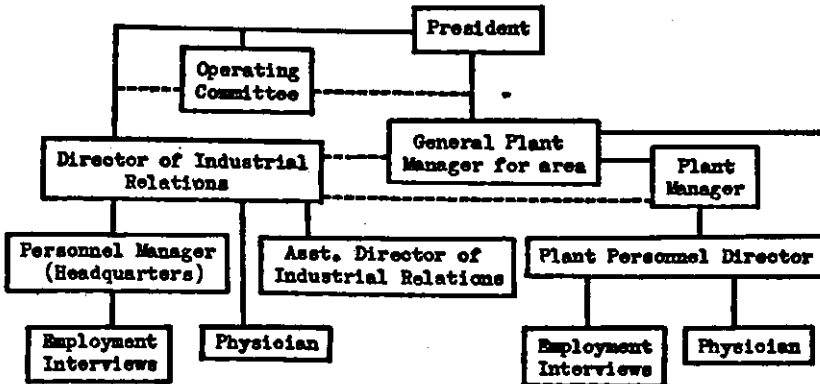 President
Operating
Committee
General Plant
Manager for area
Director of Industrial
Relations
Plant
Manager
Personnel Manager
(Headquarters)
Asst. Director of
Industrial Relations
Plant Personnel Director
Employment
Interviews
Physician
Employment
Interviews
Physician